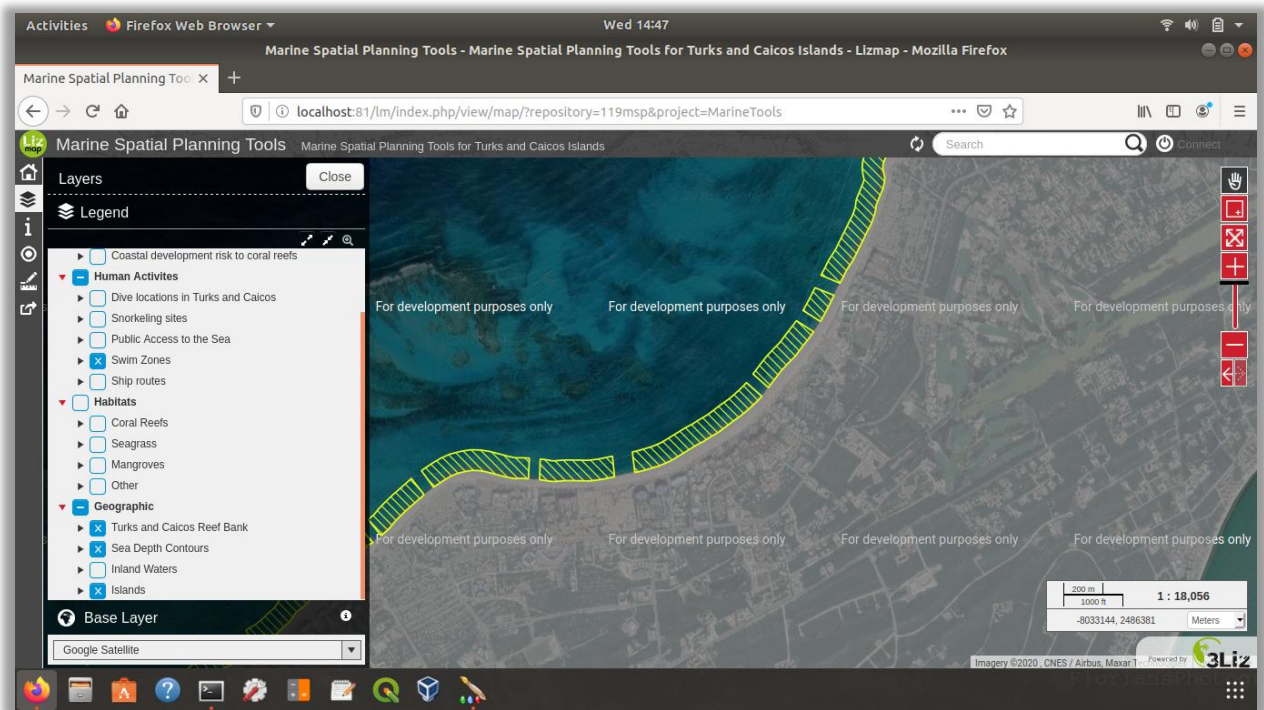 Activities Firefox Web Browser Wed 14:47
Marine Spatial Planning Tools - Marine Spatial Planning Tools for Turks and Caicos Islands - Lizmap - Mozilla Firefox
Marine Spatial Planning Too
localhost:81/lm/index.php/view/map/?repository=119msp&project=MarineTools
Liz map Marine Spatial Planning Tools Marine Spatial Planning Tools for Turks and Caicos Islands Search Connect
Layers Close
Legend
Coastal development risk to coral reefs
Human Activites
Dive locations in Turks and Caicos
Snorkeling sites
Public Access to the Sea
Swim Zones
Ship routes
Habitats
Coral Reefs
Seagrass
Mangroves
Other
Geographic
Turks and Caicos Reef Bank
Sea Depth Contours
Inland Waters
Islands
Base Layer
Google Satellite
For development purposes only For development purposes only For development purposes only For development purposes only
For development purposes only For development purposes only For development purposes only For development purposes only
200 m
1000 ft
1 : 18,056
-8033144, 2486381 Meters
Imagery ©2020 , CNES / Airbus, Maxar
Powered by 3Liz